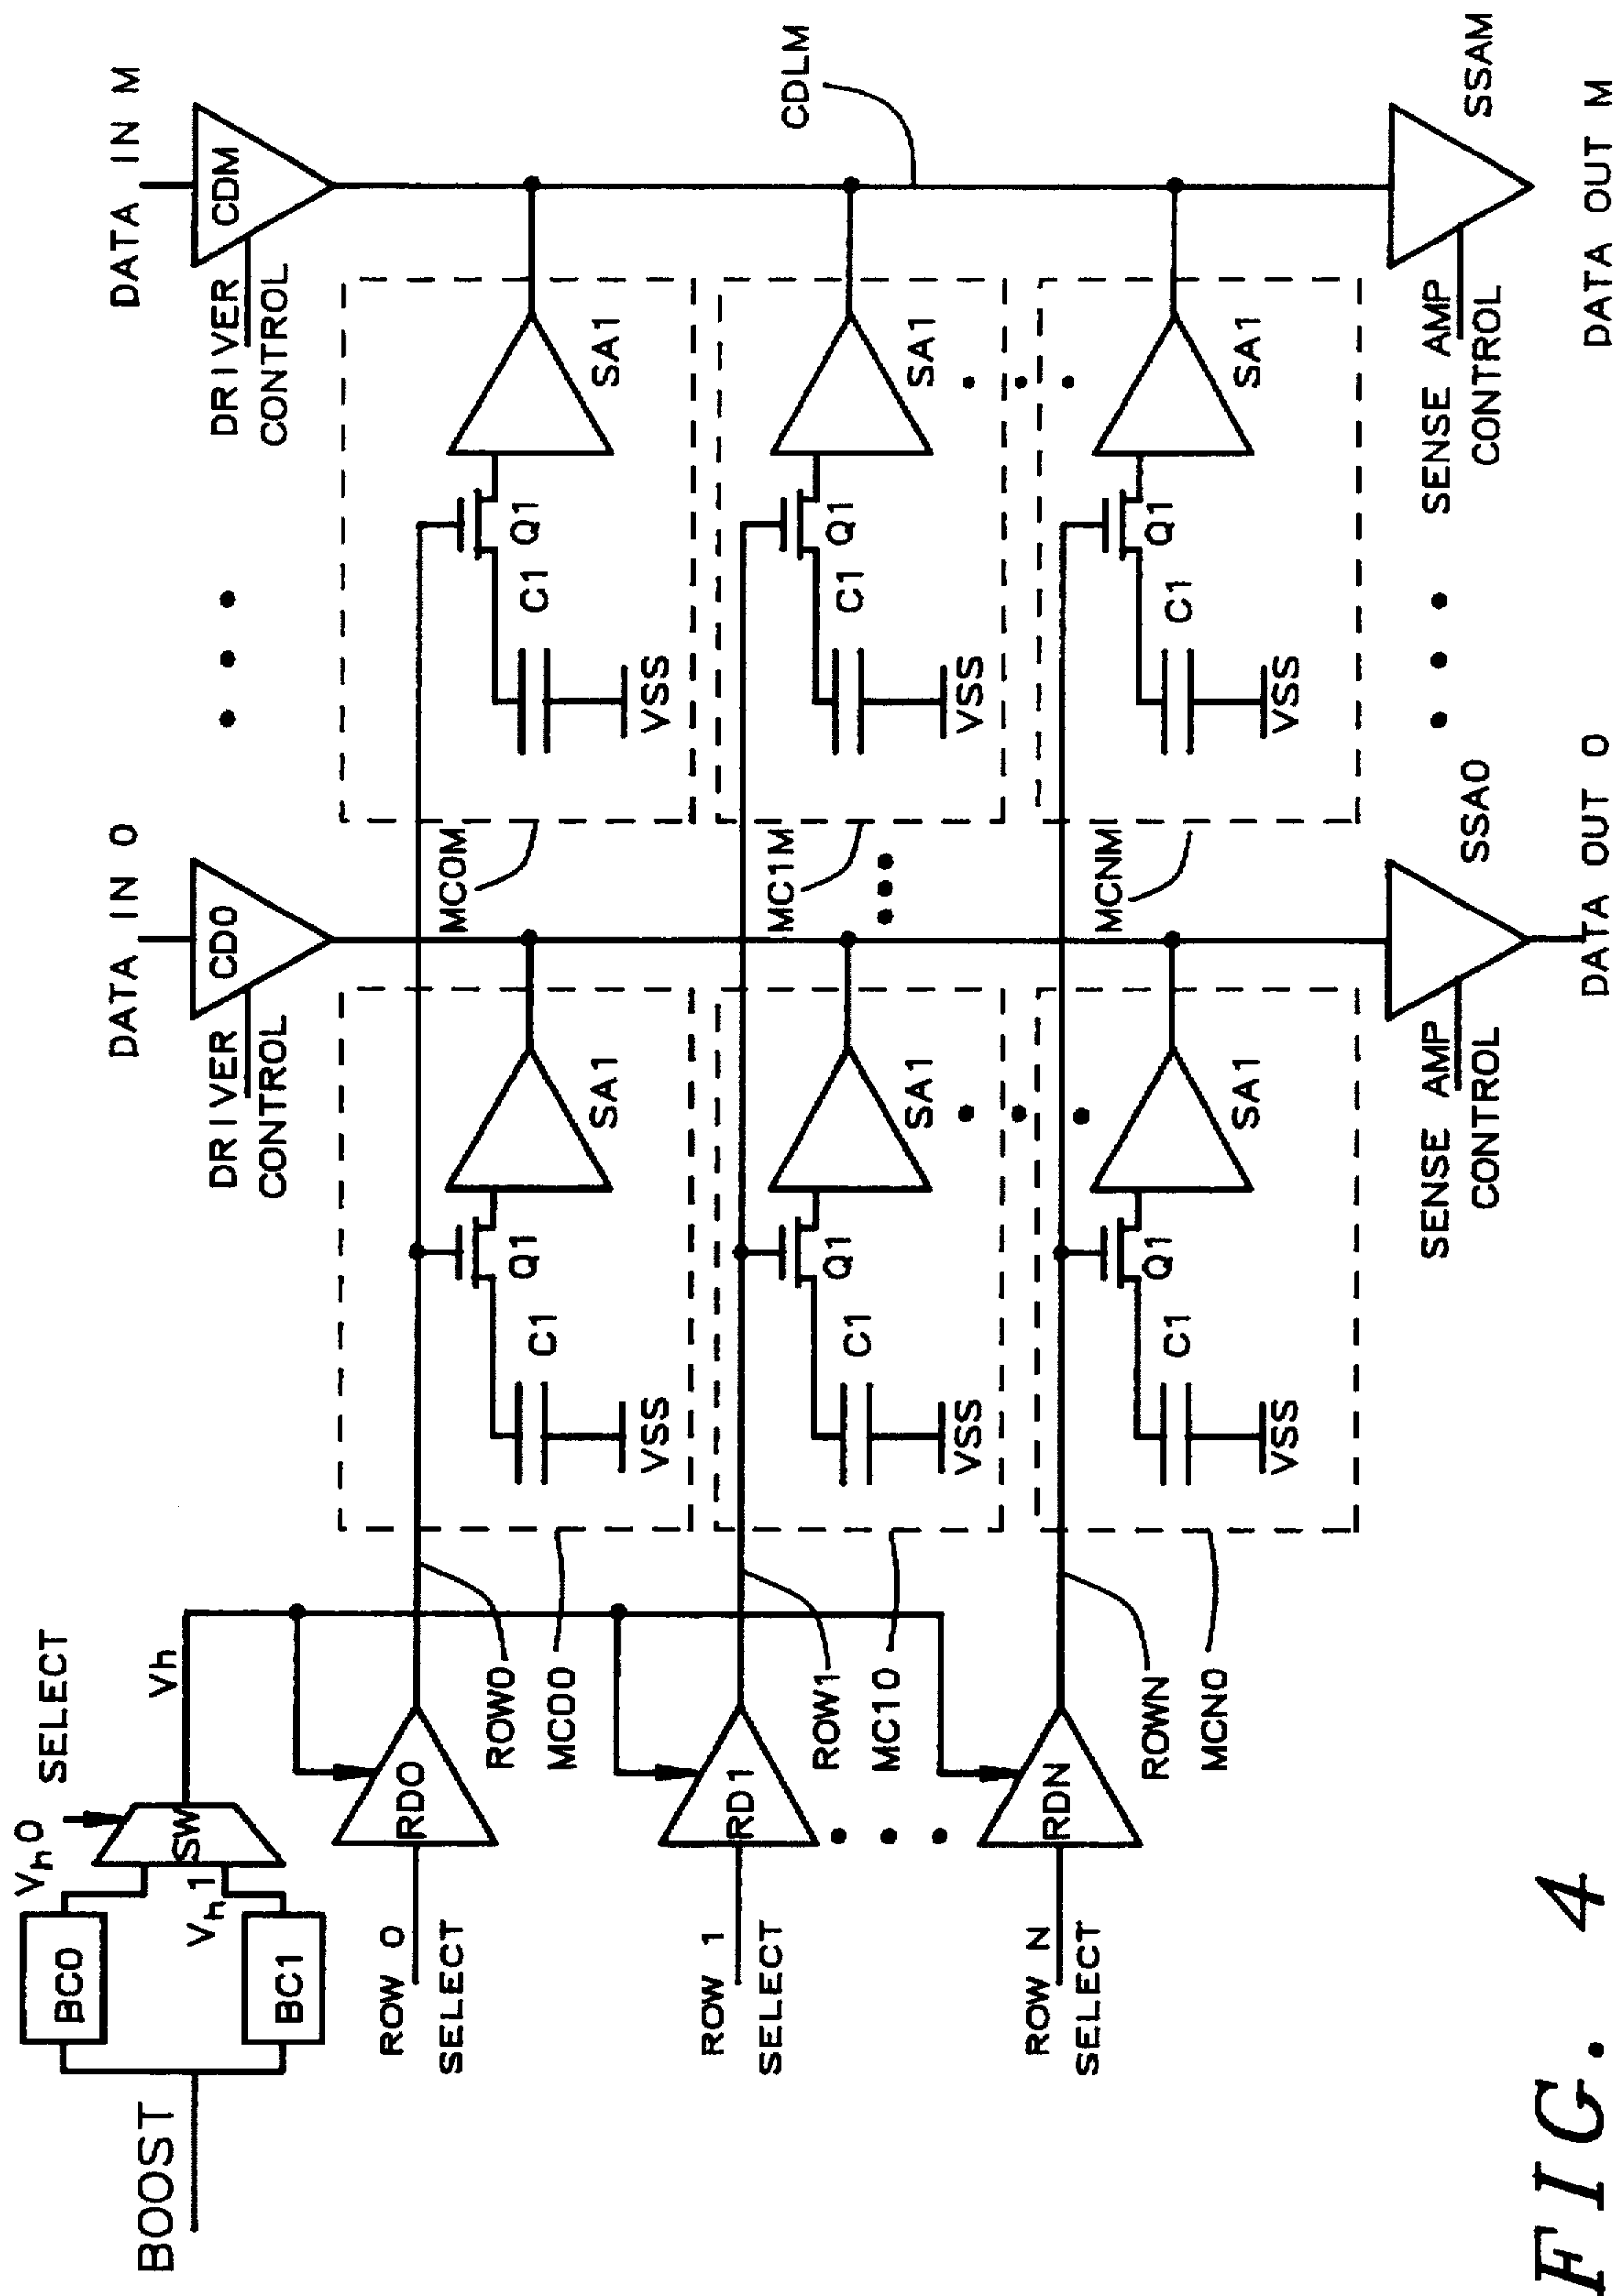 DATA IN 0
DATA IN M
BOOST
BC0
BC1
Vh0
Vh1
SW
SELECT
Vh
DRIVER
CONTROL
CD0
DRIVER
CONTROL
CDM
ROW 0
SELECT
RD0
ROW0
MC00
VSS
C1
Q1
SA1
MC0M
VSS
C1
Q1
SA1
CDLM
ROW 1
SELECT
RD1
ROW1
MC10
VSS
C1
Q1
SA1
MC1M
VSS
C1
Q1
SA1
ROW N
SELECT
RDN
ROWN
MCN0
VSS
C1
Q1
SA1
MCNM
VSS
C1
Q1
SA1
SENSE AMP
CONTROL
SSA0
SENSE AMP
CONTROL
SSAM
DATA OUT 0
DATA OUT M
FIG. 4